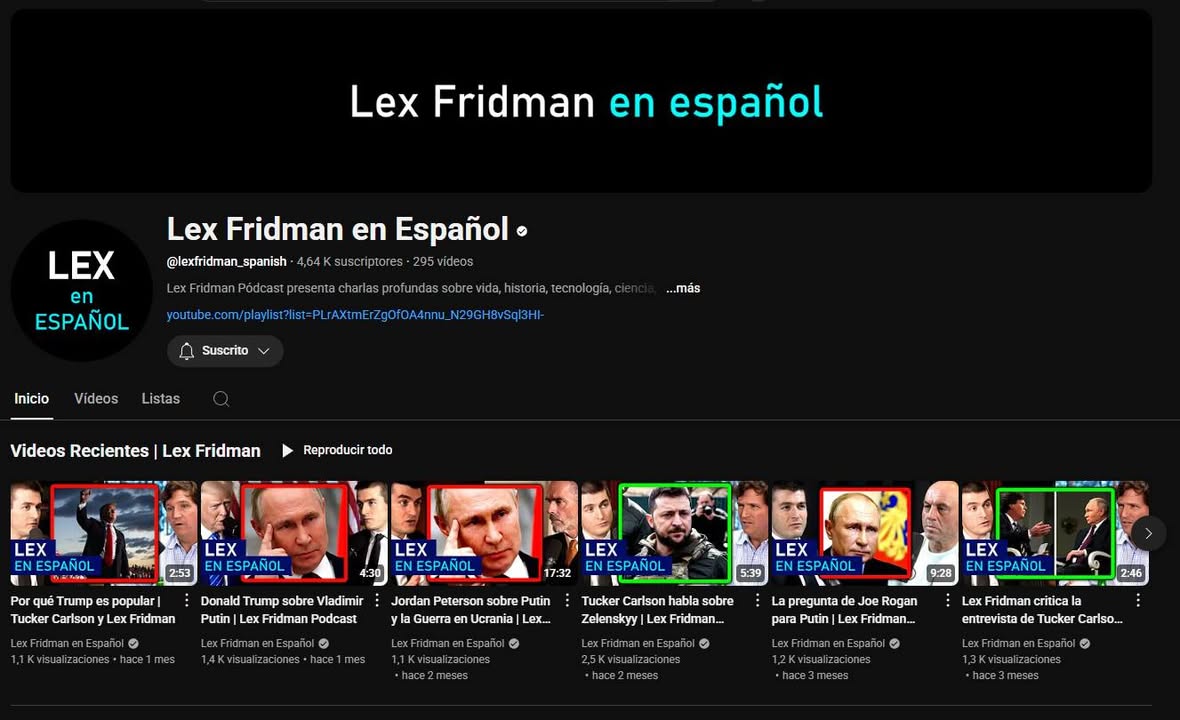 Lex Fridman en español
LEX
en
ESPAÑOL
Lex Fridman en Español
@lexfridman_spanish · 4,64 K suscriptores · 295 vídeos
Lex Fridman Pódcast presenta charlas profundas sobre vida, historia, tecnología, ciencia, ...más
youtube.com/playlist?list=PLrAXtmErZgOfOA4nnu_N29GH8vSql3HI-
Suscrito
Inicio
Vídeos
Listas
Videos Recientes | Lex Fridman
Reproducir todo
LEX
EN ESPAÑOL
2:53
Por qué Trump es popular |
Tucker Carlson y Lex Fridman
Lex Fridman en Español
1,1 K visualizaciones • hace 1 mes
LEX
EN ESPAÑOL
4:30
Donald Trump sobre Vladimir
Putin | Lex Fridman Podcast
Lex Fridman en Español
1,4 K visualizaciones • hace 1 mes
LEX
EN ESPAÑOL
17:32
Jordan Peterson sobre Putin
y la Guerra en Ucrania | Lex...
Lex Fridman en Español
1,1 K visualizaciones
• hace 2 meses
LEX
EN ESPAÑOL
5:39
Tucker Carlson habla sobre
Zelenskyy | Lex Fridman...
Lex Fridman en Español
2,5 K visualizaciones
• hace 2 meses
LEX
EN ESPAÑOL
9:28
La pregunta de Joe Rogan
para Putin | Lex Fridman...
Lex Fridman en Español
1,2 K visualizaciones
• hace 3 meses
LEX
EN ESPAÑOL
2:46
Lex Fridman critica la
entrevista de Tucker Carlso...
Lex Fridman en Español
1,3 K visualizaciones
• hace 3 meses